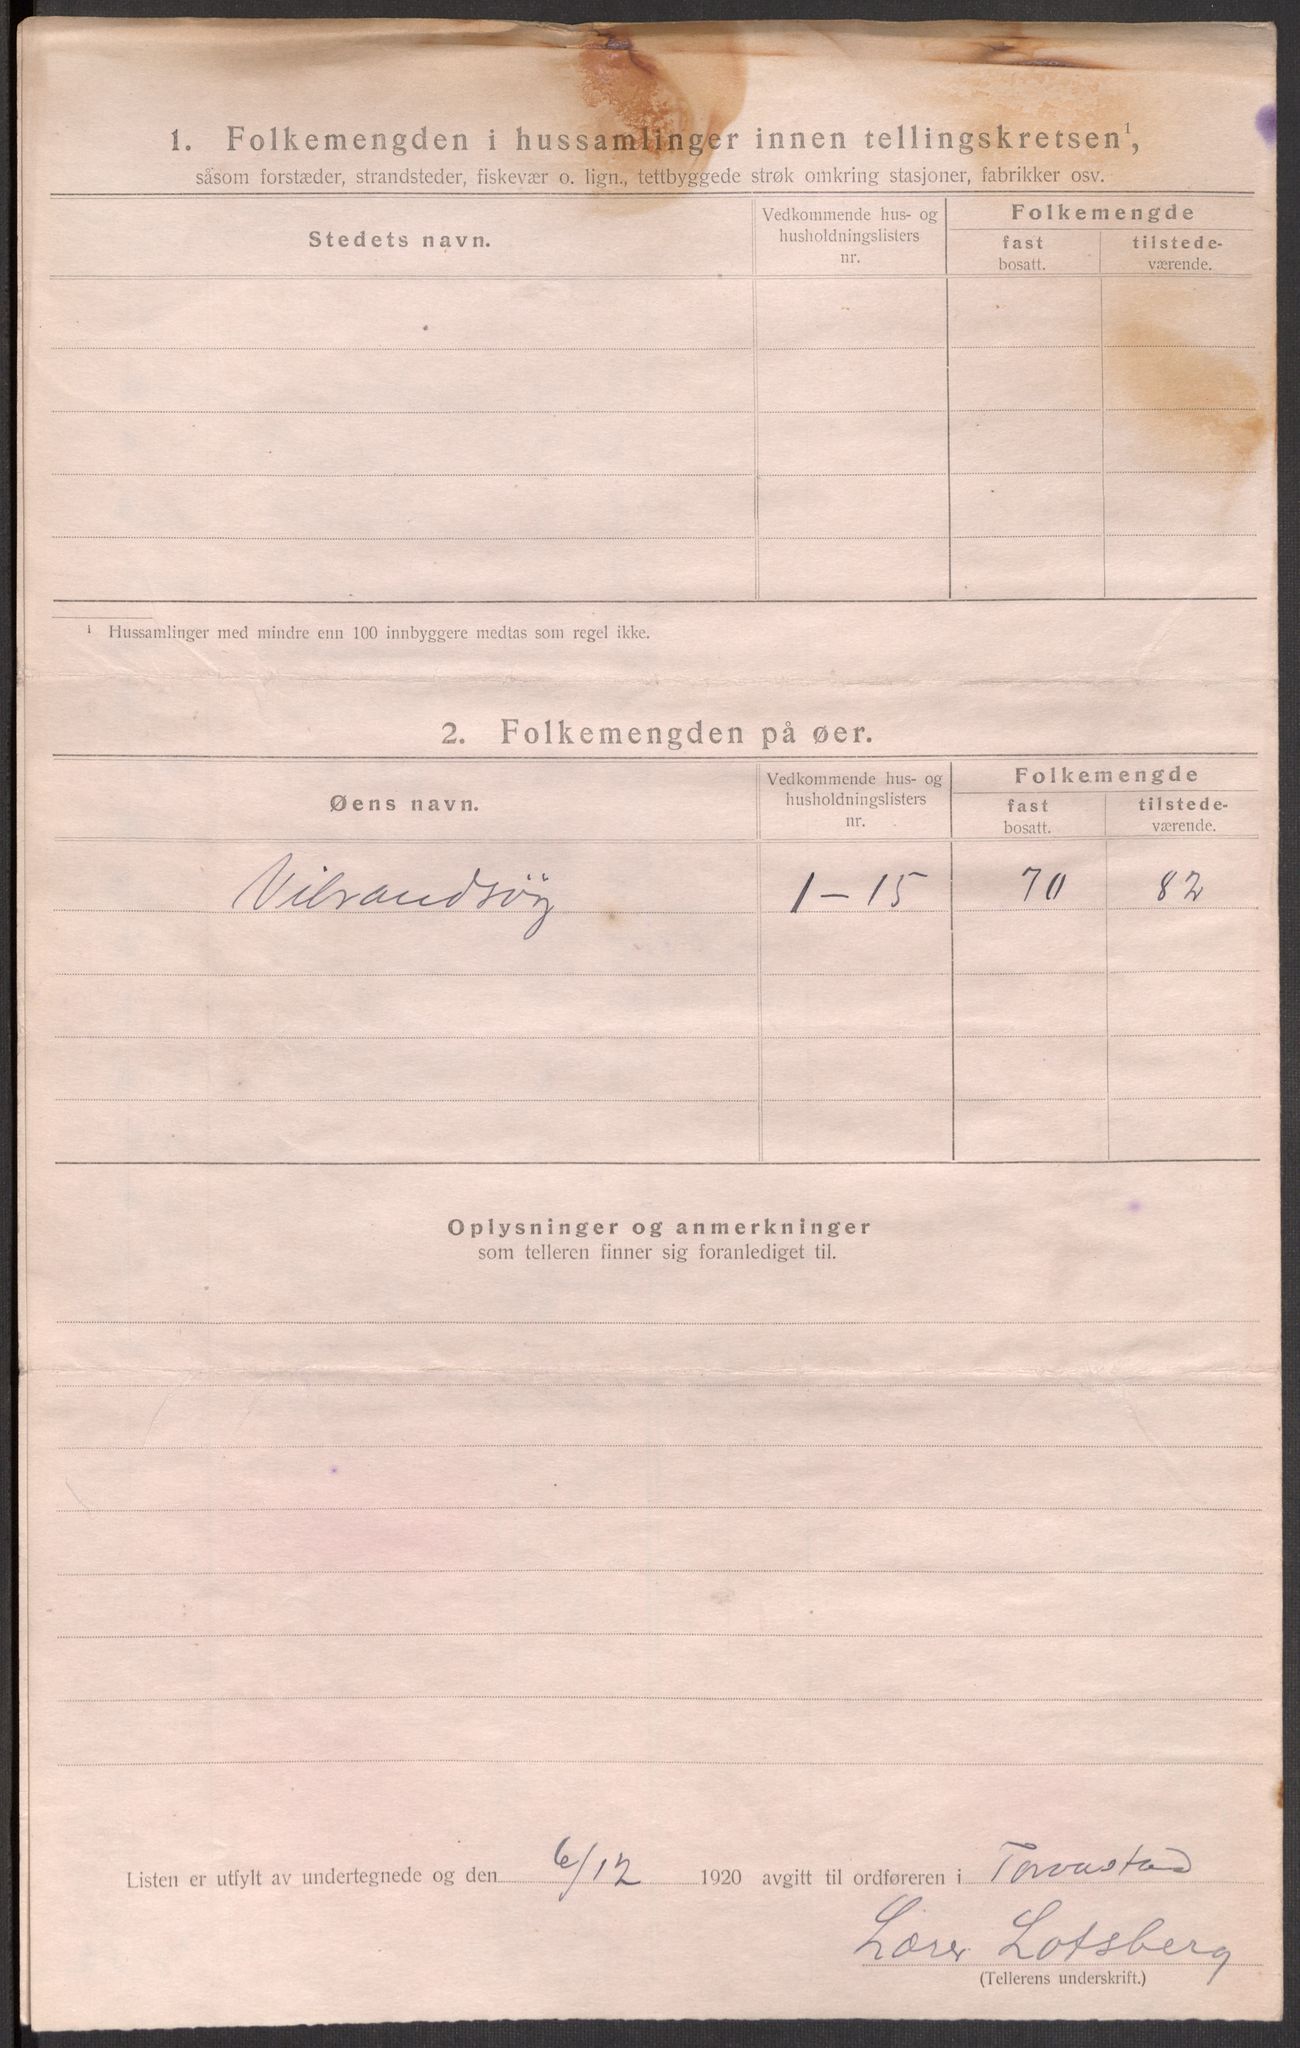 1. Folkemengden i hussamlinger innen tellingskretsen¹,
såsom forstæder, strandsteder, fiskevær o. lign., tettbyggede strøk omkring stasjoner, fabrikker osv.
Stedets navn.
Vedkommende hus- og
husholdningslisters
nr.
Folkemengde
fast
bosatt.
tilstede-
værende.
¹ Hussamlinger med mindre enn 100 innbyggere medtas som regel ikke.
2. Folkemengden på øer.
Øens navn.
Vedkommende hus- og
husholdningslisters
nr.
Folkemengde
fast
bosatt.
tilstede-
værende.
Vibrandsöy 1-15 70 82
Oplysninger og anmerkninger
som telleren finner sig foranlediget til.
Listen er utfylt av undertegnede og den 6/12 1920 avgitt til ordføreren i Torvastad
Lærer Lotsberg
(Tellerens underskrift.)